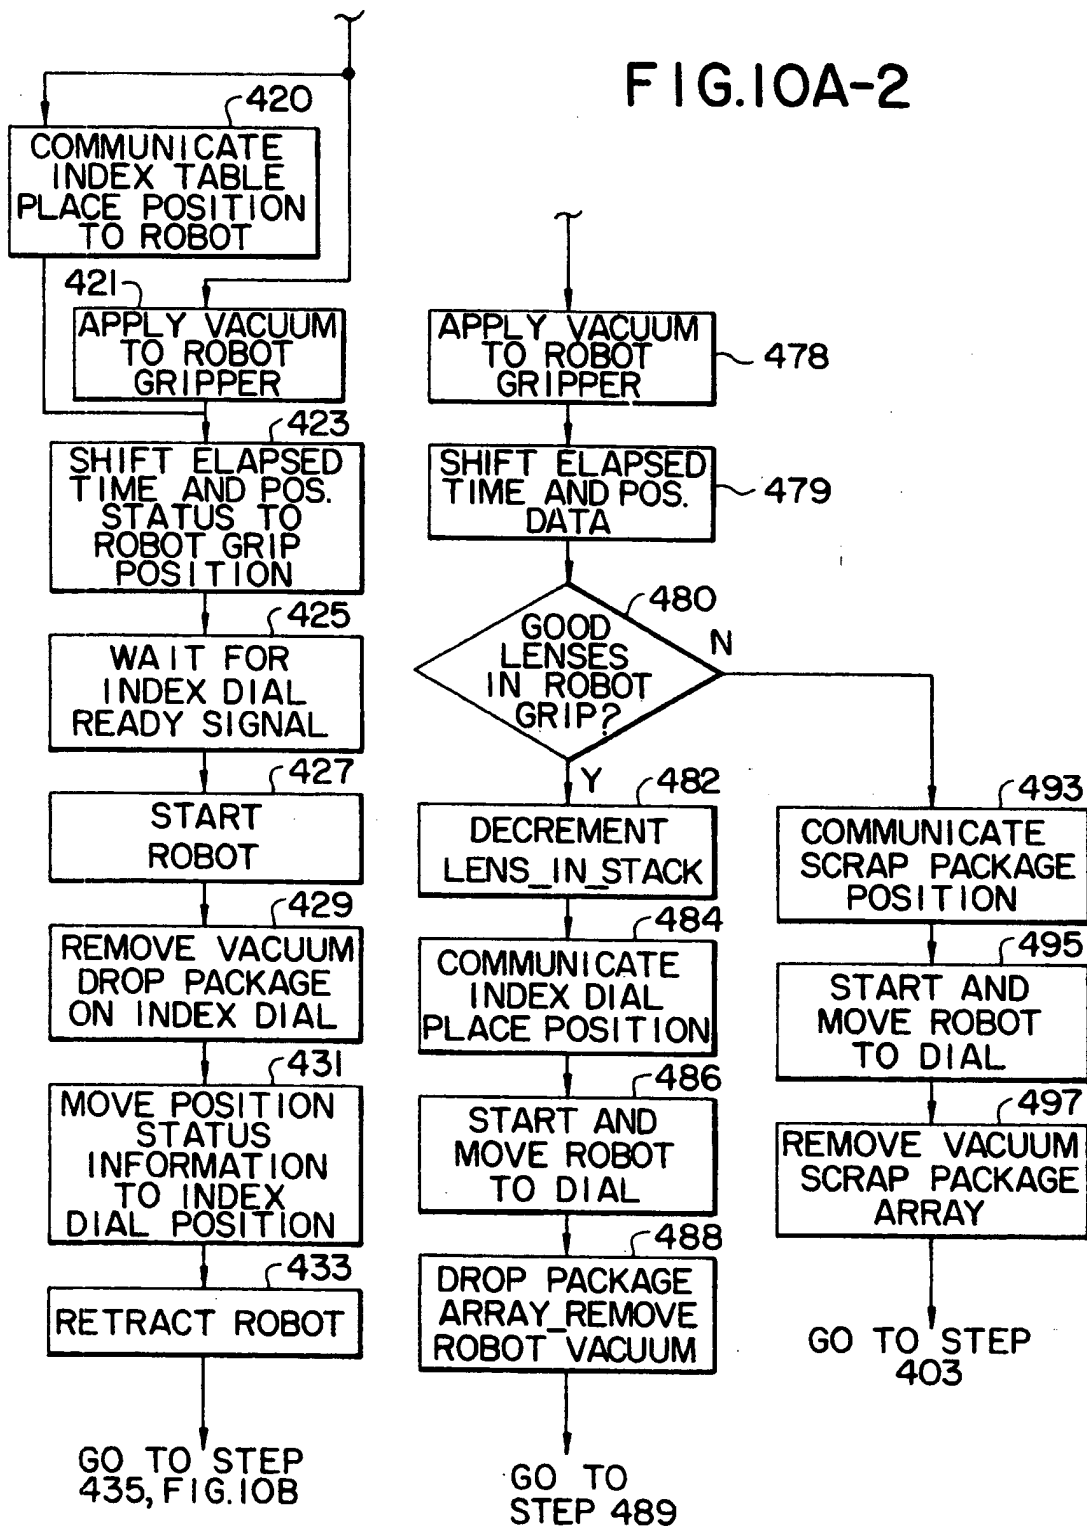 FIG.10A-2
420
COMMUNICATE
INDEX TABLE
PLACE POSITION
TO ROBOT
421
APPLY VACUUM
TO ROBOT
GRIPPER
423
SHIFT ELAPSED
TIME AND POS.
STATUS TO
ROBOT GRIP
POSITION
425
WAIT FOR
INDEX DIAL
READY SIGNAL
427
START
ROBOT
429
REMOVE VACUUM
DROP PACKAGE
ON INDEX DIAL
431
MOVE POSITION
STATUS
INFORMATION
TO INDEX
DIAL POSITION
433
RETRACT ROBOT
GO TO STEP
435, FIG.10B
APPLY VACUUM
TO ROBOT
GRIPPER
478
SHIFT ELAPSED
TIME AND POS.
DATA
479
480
GOOD
LENSES
IN ROBOT
GRIP?
N
Y
482
DECREMENT
LENS_IN_STACK
484
COMMUNICATE
INDEX DIAL
PLACE POSITION
486
START AND
MOVE ROBOT
TO DIAL
488
DROP PACKAGE
ARRAY_REMOVE
ROBOT VACUUM
GO TO
STEP 489
493
COMMUNICATE
SCRAP PACKAGE
POSITION
495
START AND
MOVE ROBOT
TO DIAL
497
REMOVE VACUUM
SCRAP PACKAGE
ARRAY
GO TO STEP
403